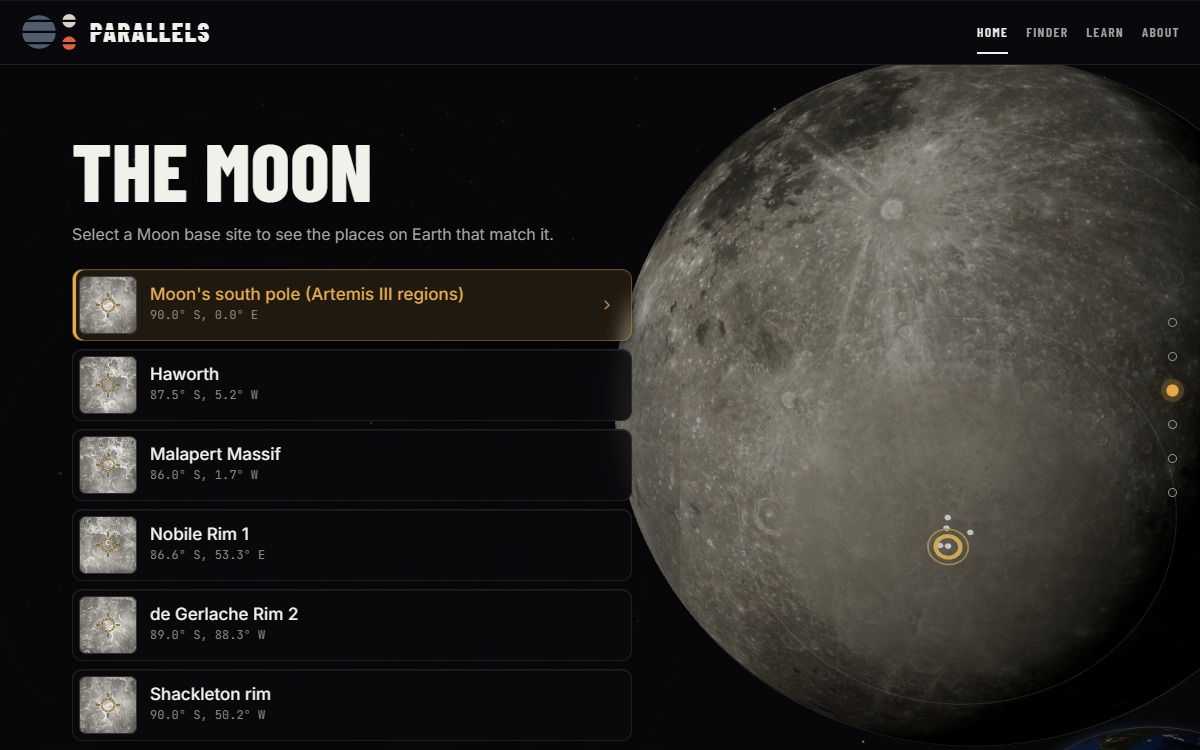 PARALLELS
HOME FINDER LEARN ABOUT
THE MOON
Select a Moon base site to see the places on Earth that match it.
Moon's south pole (Artemis III regions)
90.0° S, 0.0° E
Haworth
87.5° S, 5.2° W
Malapert Massif
86.0° S, 1.7° W
Nobile Rim 1
86.6° S, 53.3° E
de Gerlache Rim 2
89.0° S, 88.3° W
Shackleton rim
90.0° S, 50.2° W